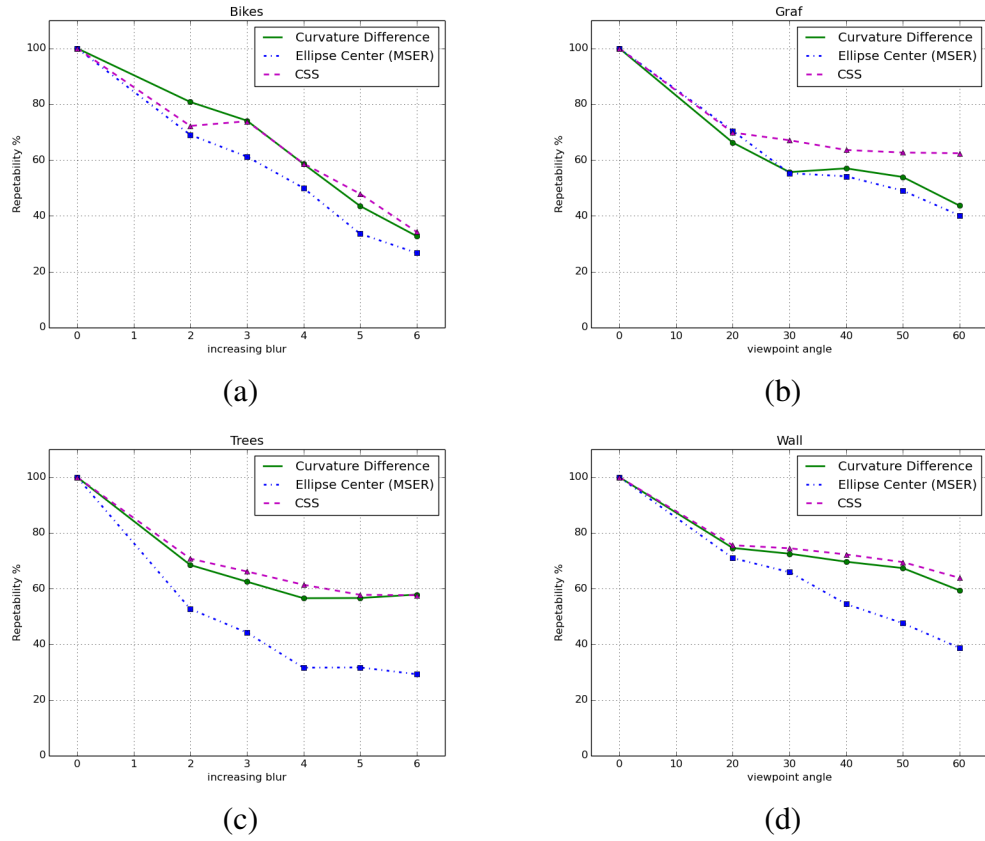 Bikes
Repetability %
100
80
60
40
20
0
Curvature Difference
Ellipse Center (MSER)
CSS
0 1 2 3 4 5 6
increasing blur
(a)
Graf
Repetability %
100
80
60
40
20
0
Curvature Difference
Ellipse Center (MSER)
CSS
0 10 20 30 40 50 60
viewpoint angle
(b)
Trees
Repetability %
100
80
60
40
20
0
Curvature Difference
Ellipse Center (MSER)
CSS
0 1 2 3 4 5 6
increasing blur
(c)
Wall
Repetability %
100
80
60
40
20
0
Curvature Difference
Ellipse Center (MSER)
CSS
0 10 20 30 40 50 60
viewpoint angle
(d)